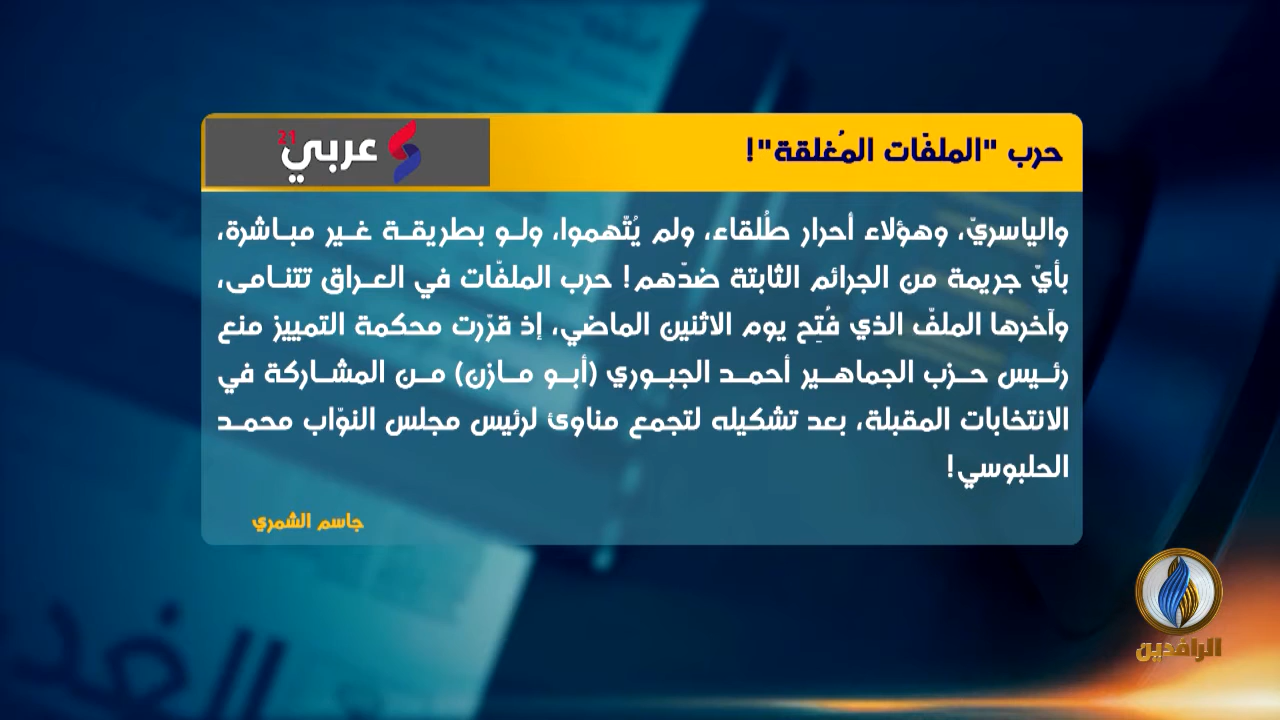 حرب "الملفّات المُغلقة"!
عربي 21
والياسريّ، وهؤلاء أحرار طُلقاء، ولم يُتّهموا، ولو بطريقة غير مباشرة،
بأيّ جريمة من الجرائم الثابتة ضدّهم! حرب الملفّات في العراق تتنامى،
وآخرها الملفّ الذي فُتِح يوم الاثنين الماضي، إذ قرّرت محكمة التمييز منع
رئيس حزب الجماهير أحمد الجبوري (أبو مازن) من المشاركة في
الانتخابات المقبلة، بعد تشكيله لتجمع مناوئ لرئيس مجلس النوّاب محمد
الحلبوسي!
جاسم الشمري
الرافدين